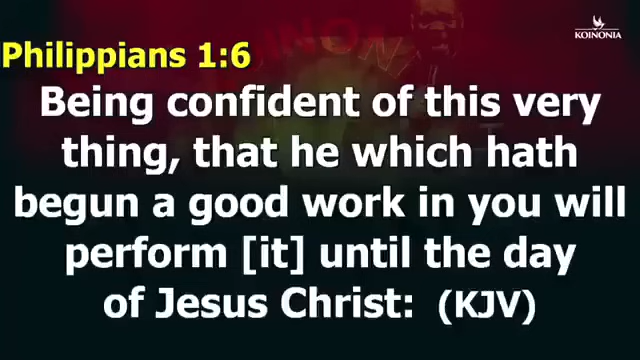 KOINONIA
Philippians 1:6
Being confident of this very
thing, that he which hath
begun a good work in you will
perform [it] until the day
of Jesus Christ: (KJV)